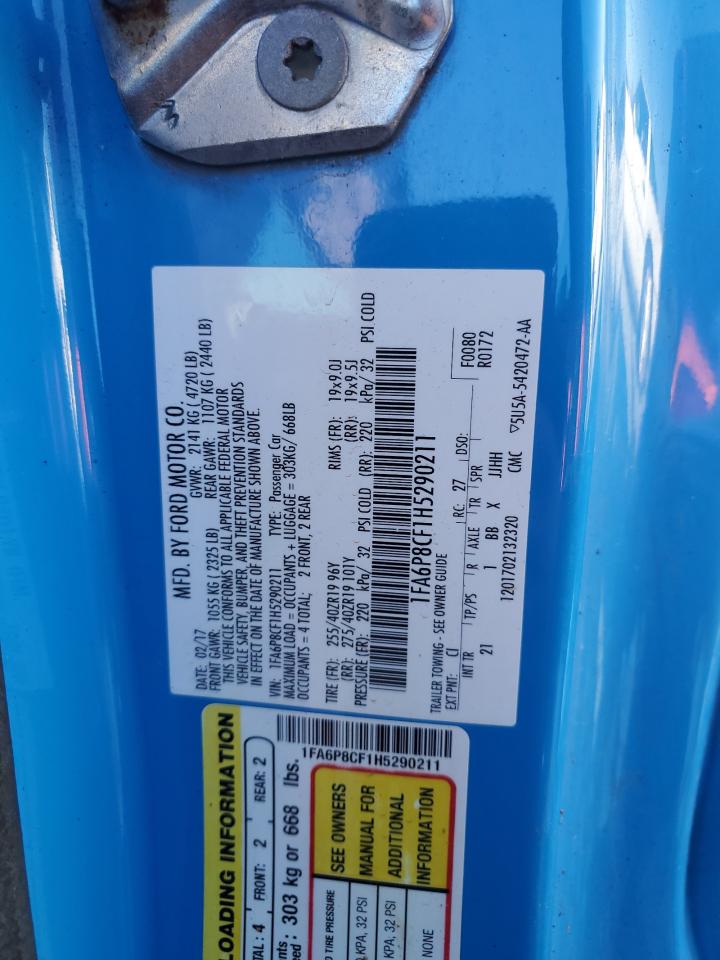 MFD. BY FORD MOTOR CO.
DATE: 02/17 GVWR: 2141 KG ( 4720 LB)
FRONT GAWR: 1055 KG ( 2325 LB) REAR GAWR: 1107 KG ( 2440 LB)
THIS VEHICLE CONFORMS TO ALL APPLICABLE FEDERAL MOTOR
VEHICLE SAFETY, BUMPER, AND THEFT PREVENTION STANDARDS
IN EFFECT ON THE DATE OF MANUFACTURE SHOWN ABOVE.
VIN: 1FA6P8CF1H5290211 TYPE: Passenger Car
MAXIMUM LOAD = OCCUPANTS + LUGGAGE = 303KG/ 668LB
OCCUPANTS = 4 TOTAL; 2 FRONT, 2 REAR
TIRE (FR): 255/40ZR19 96Y RIMS (FR): 19x9.0J
(RR): 275/40ZR19 101Y (RR): 19x9.5J
PRESSURE (FR): 220 kPa/ 32 PSI COLD (RR): 220 kPa/ 32 PSI COLD
1FA6P8CF1H5290211
TRAILER TOWING - SEE OWNER GUIDE
EXT PNT: CI RC: 27 DSO: F0080
R0172
INT TR TP/PS R AXLE TR SPR
21 1 BB X JJHH
1201702132320 CMC ▽5U5A-5420472-AA
LOADING INFORMATION
TAL : 4 FRONT: 2 REAR: 2
nts : 303 kg or 668 lbs.
eed :
1FA6P8CF1H5290211
D TIRE PRESSURE
KPA, 32 PSI
KPA, 32 PSI
NONE
SEE OWNERS
MANUAL FOR
ADDITIONAL
INFORMATION